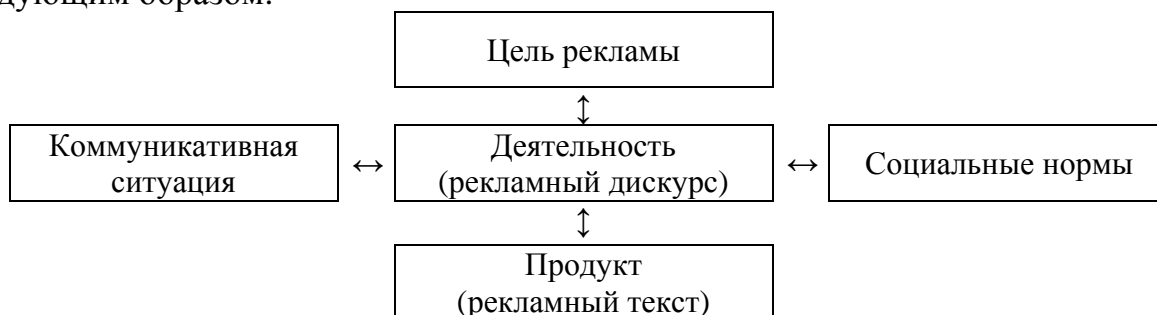 дующим образом:
Цель рекламы
↕
Коммуникативная
ситуация
↔
Деятельность
(рекламный дискурс)
↔
Социальные нормы
↕
Продукт
(рекламный текст)